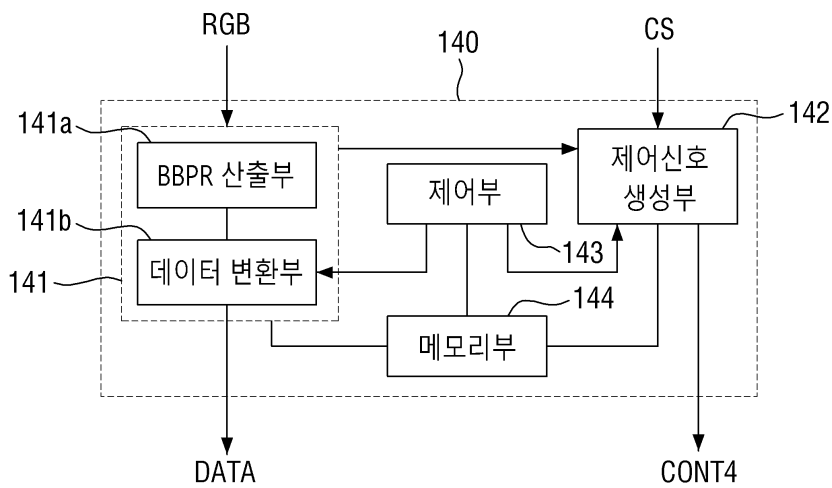 RGB
140
CS
141a
BBPR 산출부
제어신호
생성부
142
제어부
143
141b
데이터 변환부
141
144
메모리부
DATA
CONT4